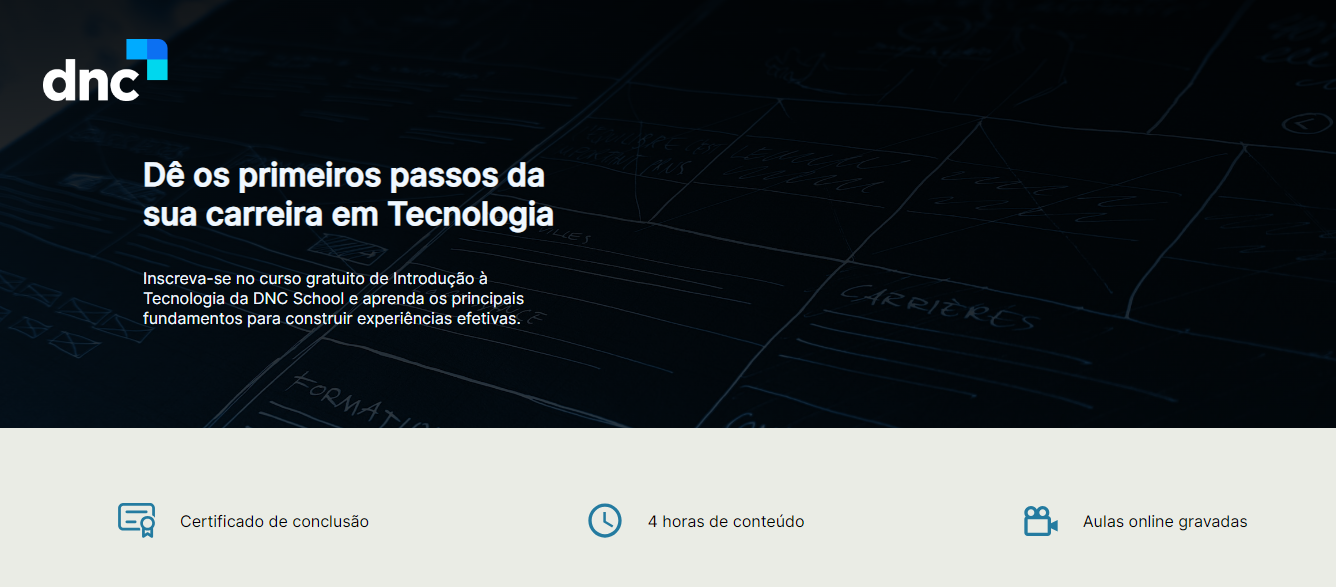 dnc
Dê os primeiros passos da
sua carreira em Tecnologia
Inscreva-se no curso gratuito de Introdução à
Tecnologia da DNC School e aprenda os principais
fundamentos para construir experiências efetivas.
CARRIÈRES
Certificado de conclusão
4 horas de conteúdo
Aulas online gravadas